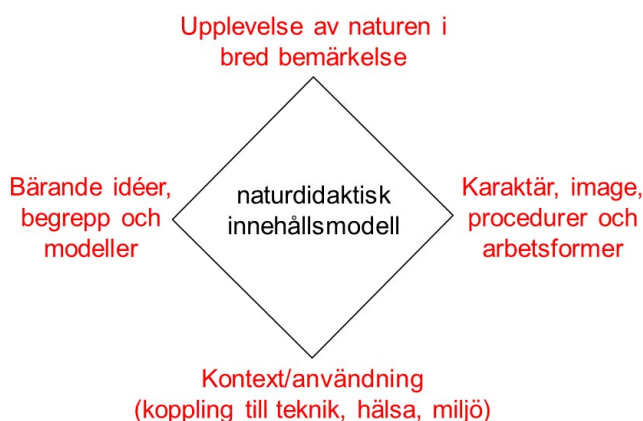 Upplevelse av naturen i
bred bemärkelse
Bärande idéer,
begrepp och
modeller
naturdidaktisk
innehållsmodell
Karaktär, image,
procedurer och
arbetsformer
Kontext/användning
(koppling till teknik, hälsa, miljö)